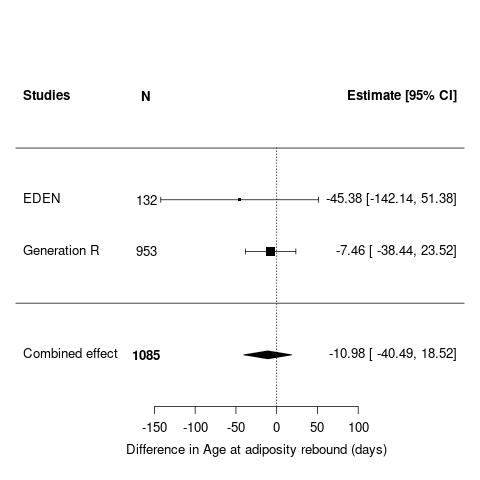 Studies N Estimate [95% CI]
EDEN 132 -45.38 [-142.14, 51.38]
Generation R 953 -7.46 [ -38.44, 23.52]
Combined effect 1085 -10.98 [ -40.49, 18.52]
-150 -100 -50 0 50 100
Difference in Age at adiposity rebound (days)